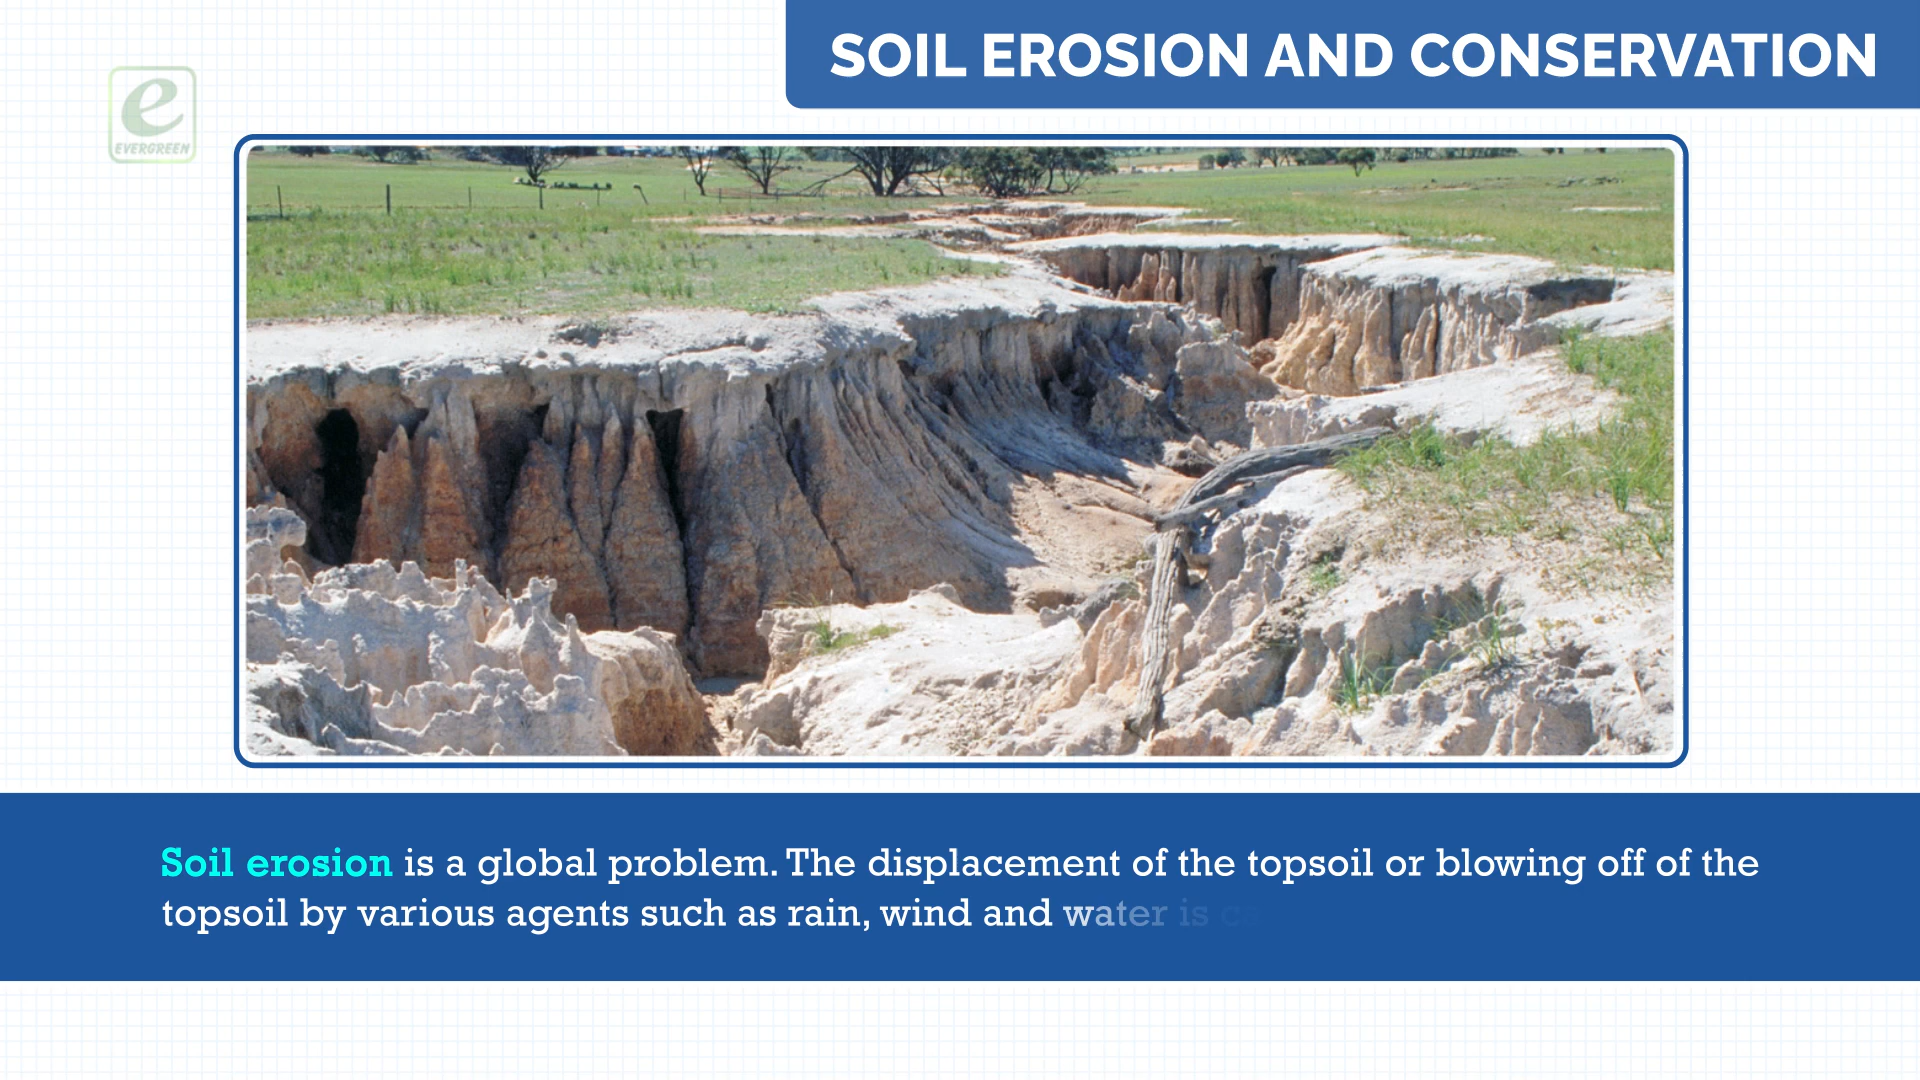 SOIL EROSION AND CONSERVATION
e
EVERGREEN
Soil erosion is a global problem. The displacement of the topsoil or blowing off of the
topsoil by various agents such as rain, wind and water is